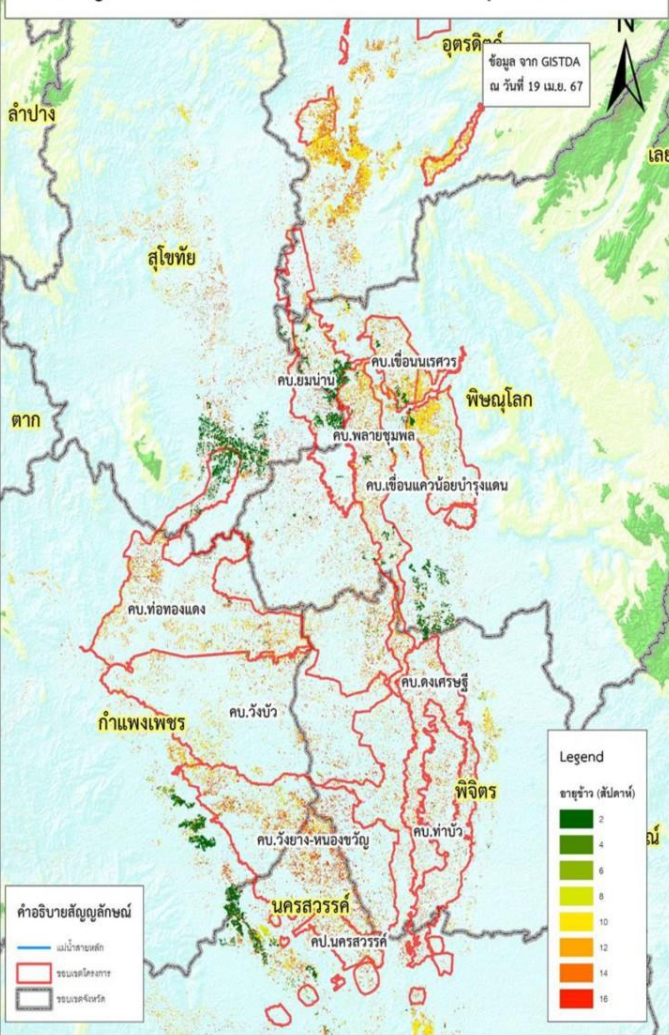 N
อุตรดิตถ์
ข้อมูล จาก GISTDA
ณ วันที่ 19 เม.ย. 67
ลำปาง
เลย
สุโขทัย
คบ.เขื่อนนเรศวร
คบ.ยมน่าน
พิษณุโลก
ตาก
คบ.พลายชุมพล
คบ.เขื่อนแควน้อยบำรุงแดน
คบ.ท่อทองแดง
คบ.ดงเศรษฐี
กำแพงเพชร
คบ.วังบัว
พิจิตร
คบ.วังยาง-หนองขวัญ
คบ.ท่าบัว
นครสวรรค์
คป.นครสวรรค์
Legend
อายุข้าว (สัปดาห์)
2
4
6
8
10
12
14
16
คำอธิบายสัญญลักษณ์
แม่น้ำสายหลัก
ขอบเขตโครงการ
ขอบเขตจังหวัด